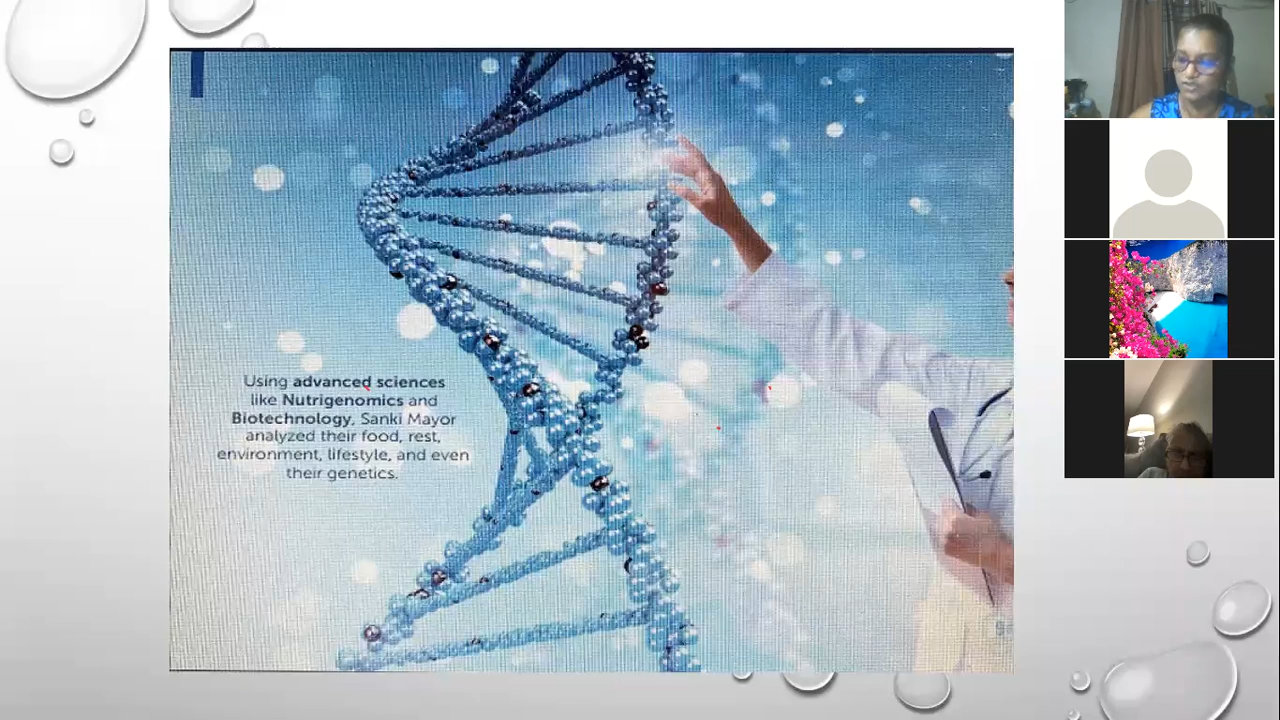 Using advanced sciences
like Nutrigenomics and
Biotechnology, Sanki Mayor
analyzed their food, rest,
environment, lifestyle, and even
their genetics.